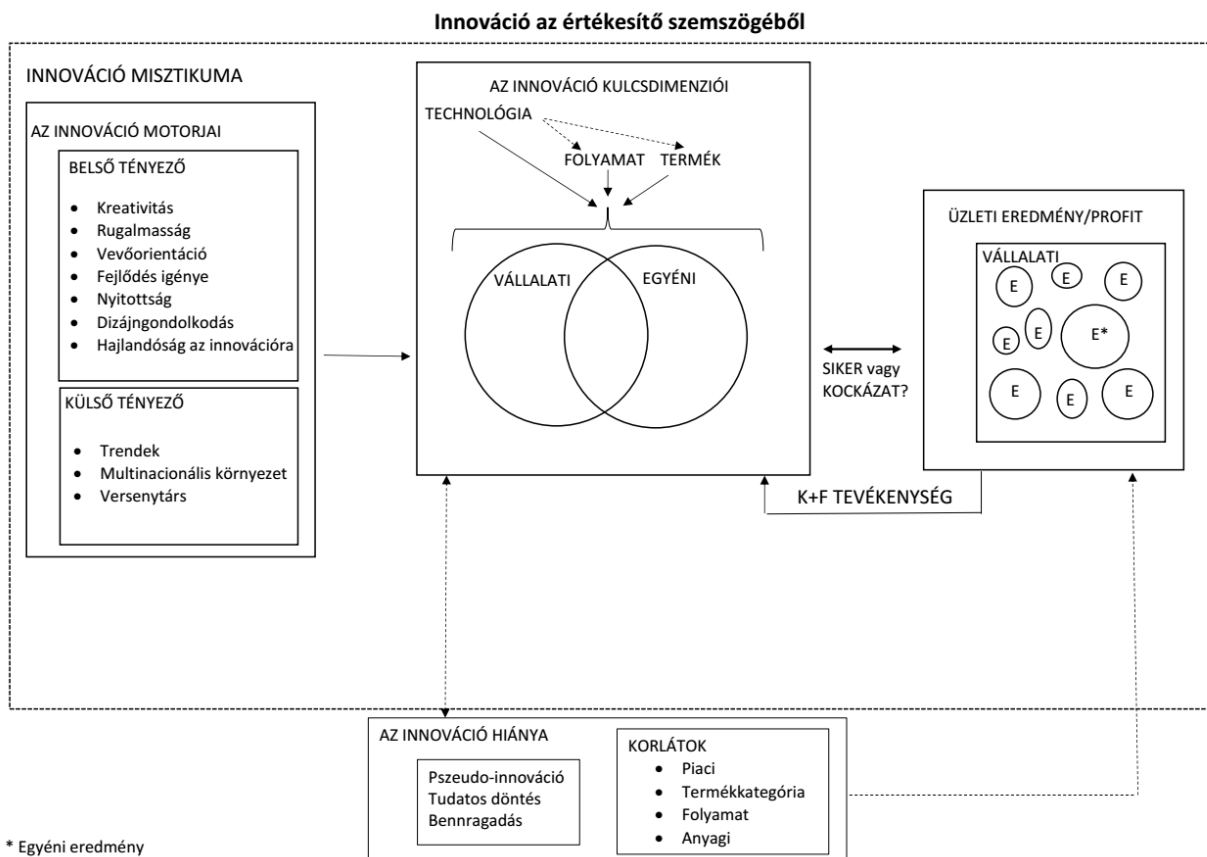 Innováció az értékesítő szemszögéből
INNOVÁCIÓ MISZTIKUMA
AZ INNOVÁCIÓ MOTORJAI
BELSŐ TÉNYEZŐ
• Kreativitás
• Rugalmasság
• Vevőorientáció
• Fejlődés igénye
• Nyitottság
• Dizájngondolkodás
• Hajlandóság az innovációra
KÜLSŐ TÉNYEZŐ
• Trendek
• Multinacionális környezet
• Versenytárs
AZ INNOVÁCIÓ KULCSDIMENZIÓI
TECHNOLÓGIA
FOLYAMAT
TERMÉK
VÁLLALATI
EGYÉNI
SIKER vagy
KOCKÁZAT?
ÜZLETI EREDMÉNY/PROFIT
VÁLLALATI
E
E
E
E
E
E*
E
E
E
K+F TEVÉKENYSÉG
AZ INNOVÁCIÓ HIÁNYA
Pszeudo-innováció
Tudatos döntés
Bennragadás
KORLÁTOK
• Piaci
• Termékkategória
• Folyamat
• Anyagi
* Egyéni eredmény